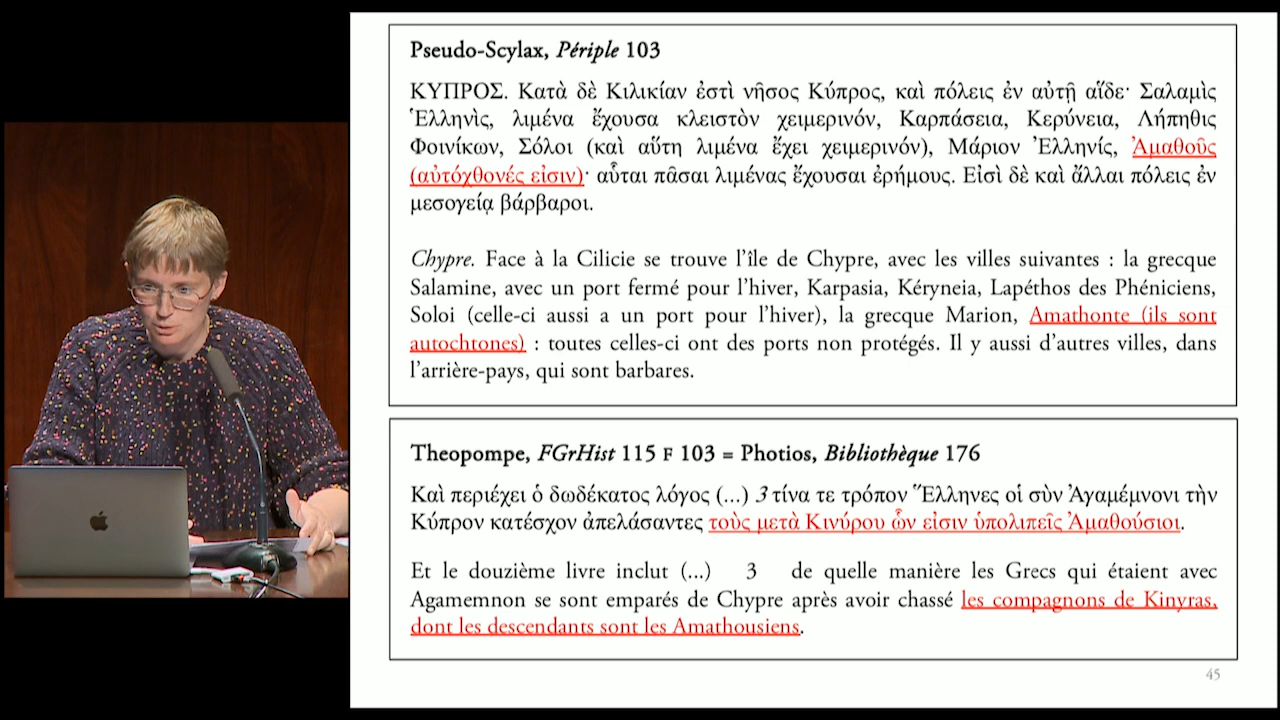 Pseudo-Scylax, Périple 103
ΚΥΠΡΟΣ. Κατὰ δὲ Κιλικίαν ἐστὶ νῆσος Κύπρος, καὶ πόλεις ἐν αὐτῇ αἵδε· Σαλαμὶς
Ἑλληνὶς, λιμένα ἔχουσα κλειστὸν χειμερινόν, Καρπάσεια, Κερύνεια, Λήπηθις
Φοινίκων, Σόλοι (καὶ αὕτη λιμένα ἔχει χειμερινόν), Μάριον Ἑλληνίς, Ἀμαθοῦς
(αὐτόχθονές εἰσιν)· αὗται πᾶσαι λιμένας ἔχουσαι ἐρήμους. Εἰσὶ δὲ καὶ ἄλλαι πόλεις ἐν
μεσογείᾳ βάρβαροι.
Chypre. Face à la Cilicie se trouve l’île de Chypre, avec les villes suivantes : la grecque
Salamine, avec un port fermé pour l’hiver, Karpasia, Kéryneia, Lapéthos des Phéniciens,
Soloi (celle-ci aussi a un port pour l’hiver), la grecque Marion, Amathonte (ils sont
autochtones) : toutes celles-ci ont des ports non protégés. Il y aussi d’autres villes, dans
l’arrière-pays, qui sont barbares.
Theopompe, FGrHist 115 F 103 = Photios, Bibliothèque 176
Καὶ περιέχει ὁ δωδέκατος λόγος (...) 3 τίνα τε τρόπον Ἕλληνες οἱ σὺν Ἀγαμέμνονι τὴν
Κύπρον κατέσχον ἀπελάσαντες τοὺς μετὰ Κινύρου ὧν εἰσιν ὑπολιπεῖς Ἀμαθούσιοι.
Et le douzième livre inclut (...) 3 de quelle manière les Grecs qui étaient avec
Agamemnon se sont emparés de Chypre après avoir chassé les compagnons de Kinyras,
dont les descendants sont les Amathousiens.
45